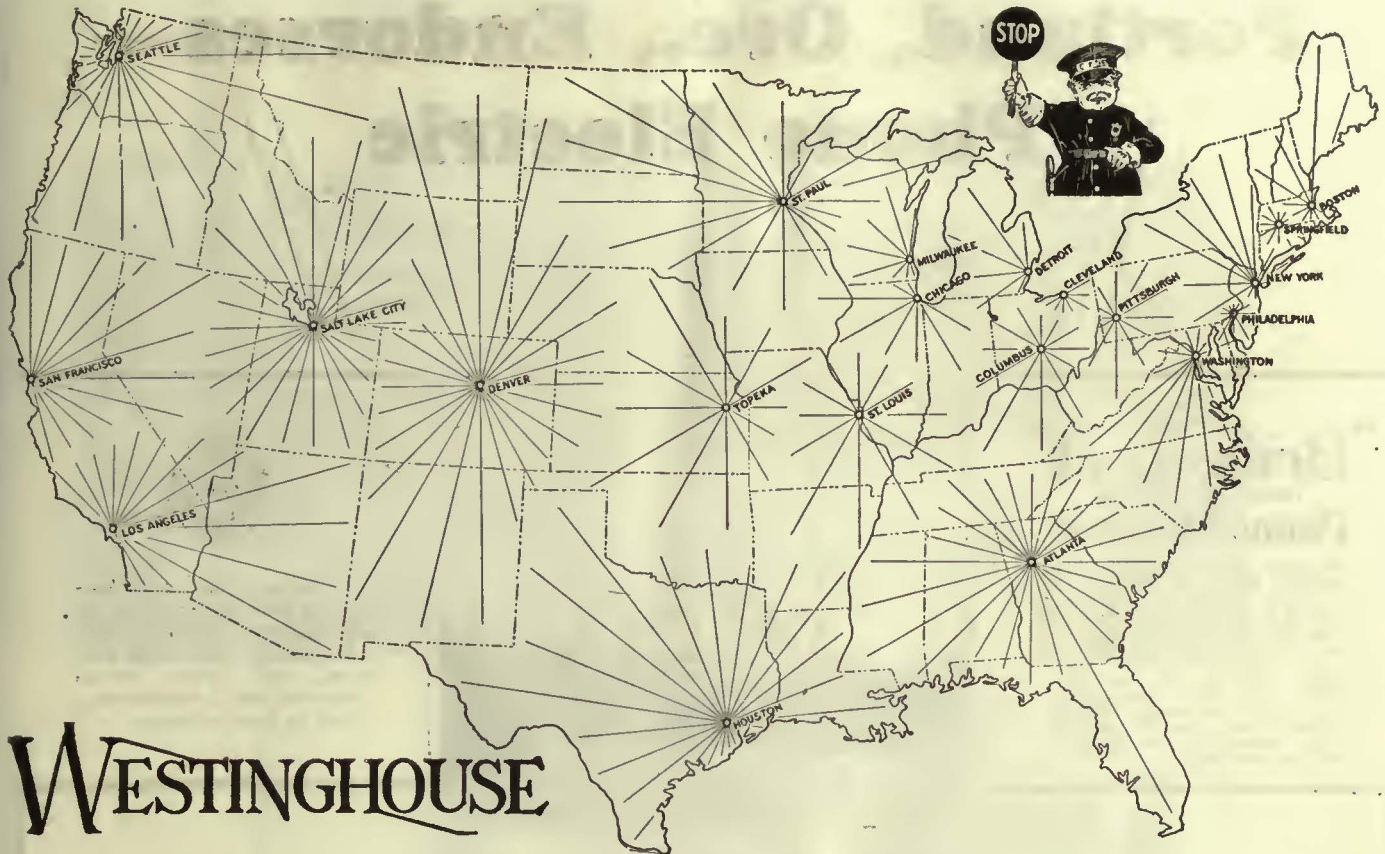 STOP
SEATTLE
ST. PAUL
BOSTON
SPRINGFIELD
MILWAUKEE
DETROIT
CLEVELAND
NEW YORK
CHICAGO
PITTSBURGH
PHILADELPHIA
SALT LAKE CITY
COLUMBUS
WASHINGTON
SAN FRANCISCO
DENVER
TOPEKA
ST. LOUIS
LOS ANGELES
ATLANTA
HOUSTON
WESTINGHOUSE